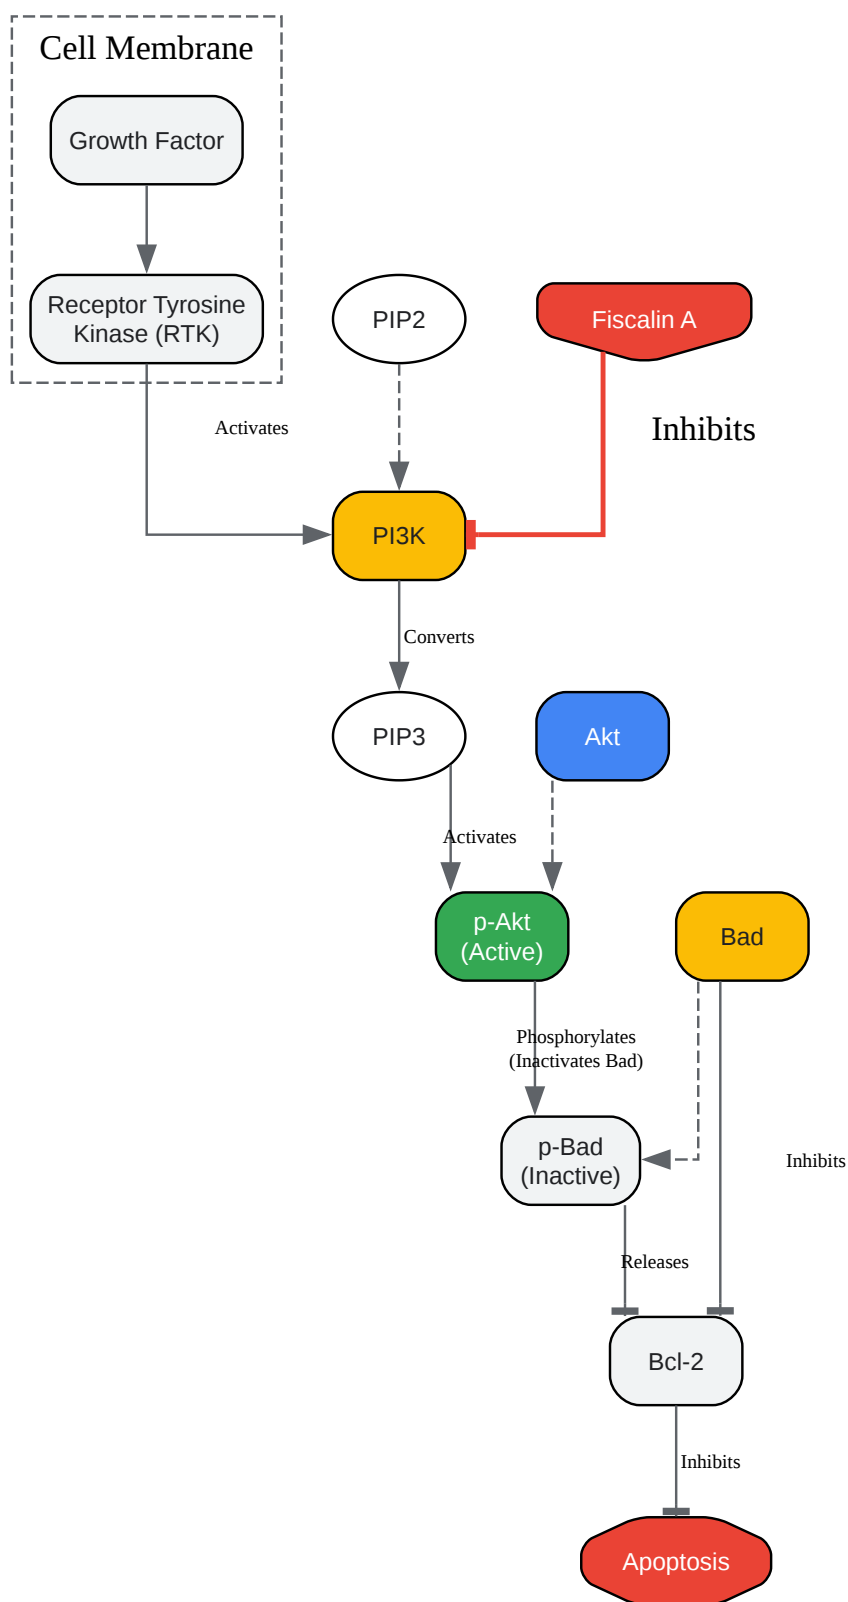 Cell Membrane
Growth Factor
Receptor Tyrosine
Kinase (RTK)
PIP2
Fiscalin A
Activates
Inhibits
PI3K
Converts
PIP3
Akt
Activates
p-Akt
(Active)
Bad
Phosphorylates
(Inactivates Bad)
p-Bad
(Inactive)
Inhibits
Releases
Bcl-2
Inhibits
Apoptosis